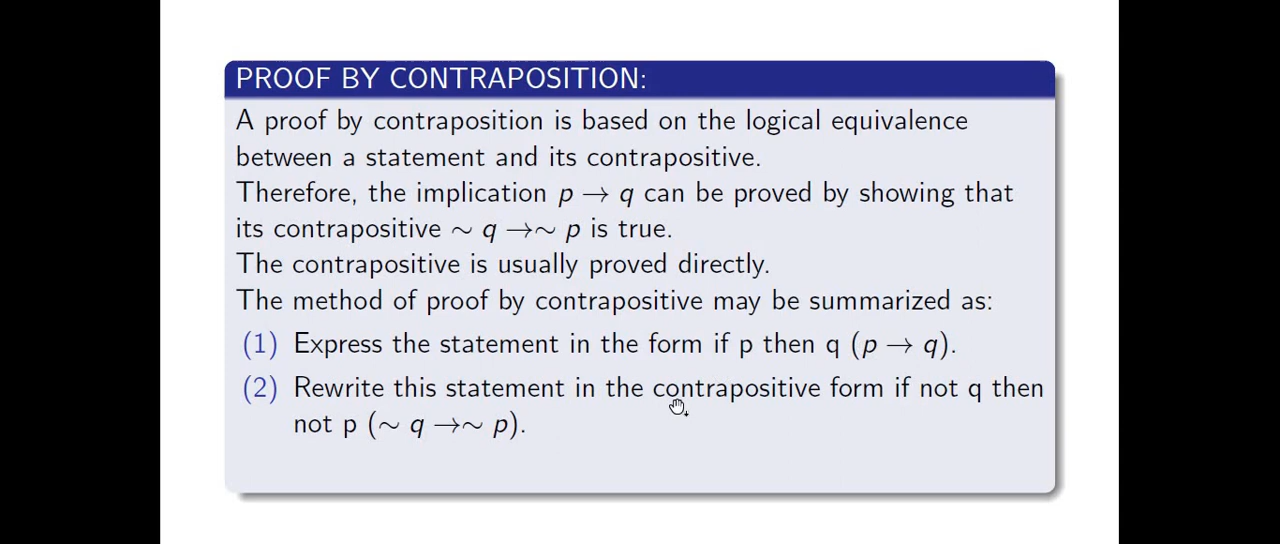 PROOF BY CONTRAPOSITION:
A proof by contraposition is based on the logical equivalence
between a statement and its contrapositive.
Therefore, the implication p → q can be proved by showing that
its contrapositive ∼ q →∼ p is true.
The contrapositive is usually proved directly.
The method of proof by contrapositive may be summarized as:
(1) Express the statement in the form if p then q (p → q).
(2) Rewrite this statement in the contrapositive form if not q then
not p (∼ q →∼ p).